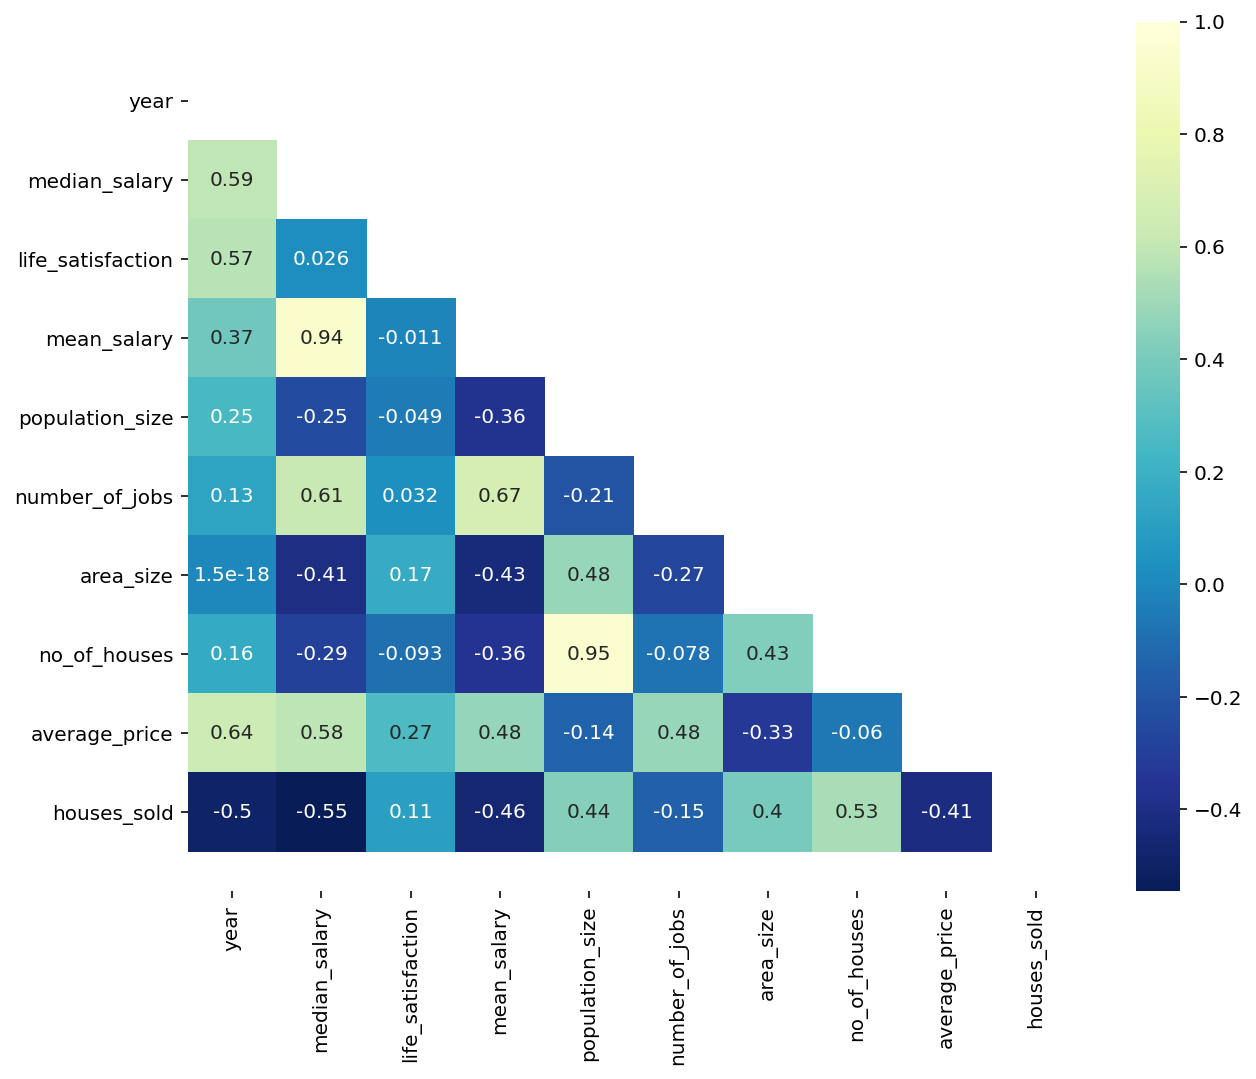 1.0
year
0.8
median_salary 0.59
life_satisfaction 0.57 0.026
0.6
mean_salary 0.37 0.94 -0.011
0.4
population_size 0.25 -0.25 -0.049 -0.36
0.2
number_of_jobs 0.13 0.61 0.032 0.67 -0.21
area_size 1.5e-18 -0.41 0.17 -0.43 0.48 -0.27
0.0
no_of_houses 0.16 -0.29 -0.093 -0.36 0.95 -0.078 0.43
−0.2
average_price 0.64 0.58 0.27 0.48 -0.14 0.48 -0.33 -0.06
houses_sold -0.5 -0.55 0.11 -0.46 0.44 -0.15 0.4 0.53 -0.41
−0.4
year
median_salary
life_satisfaction
mean_salary
population_size
number_of_jobs
area_size
no_of_houses
average_price
houses_sold